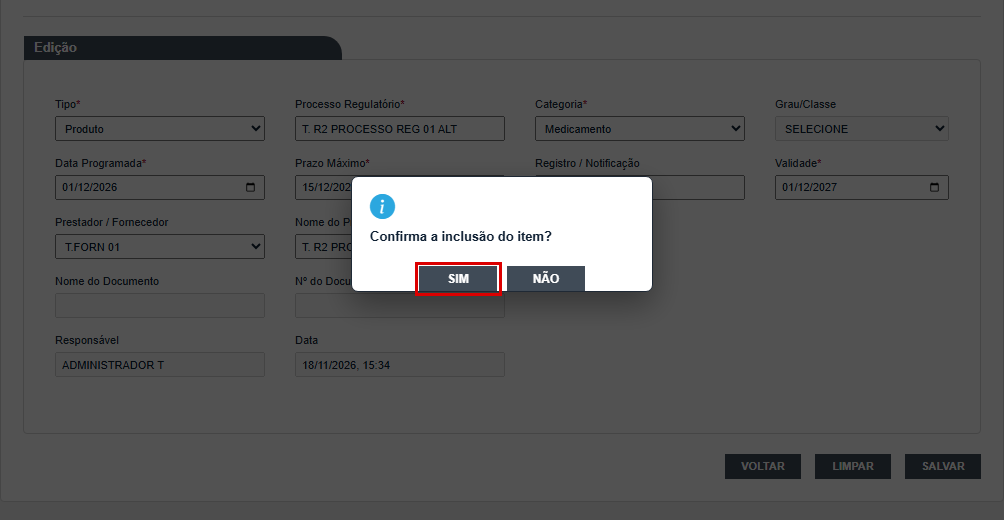 Edição
Tipo* Processo Regulatório* Categoria* Grau/Classe
Produto T. R2 PROCESSO REG 01 ALT Medicamento SELECIONE
Data Programada* Prazo Máximo* Registro / Notificação Validade*
01/12/2026 15/12/202 01/12/2027
Prestador / Fornecedor Nome do P
T.FORN 01 T. R2 PRO
i
Confirma a inclusão do item?
SIM NÃO
Nome do Documento Nº do Docu
Responsável Data
ADMINISTRADOR T 18/11/2026, 15:34
VOLTAR LIMPAR SALVAR